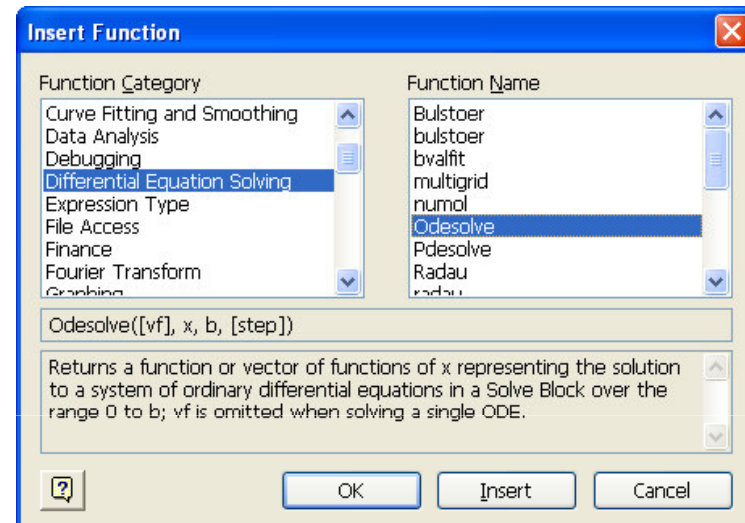 Insert Function
Function Category
Curve Fitting and Smoothing
Data Analysis
Debugging
Differential Equation Solving
Expression Type
File Access
Finance
Fourier Transform
Graphing
Function Name
Bulstoer
bulstoer
bvalfit
multigrid
numol
Odesolve
Pdesolve
Radau
radau
Odesolve([vf], x, b, [step])
Returns a function or vector of functions of x representing the solution
to a system of ordinary differential equations in a Solve Block over the
range 0 to b; vf is omitted when solving a single ODE.
?
OK
Insert
Cancel